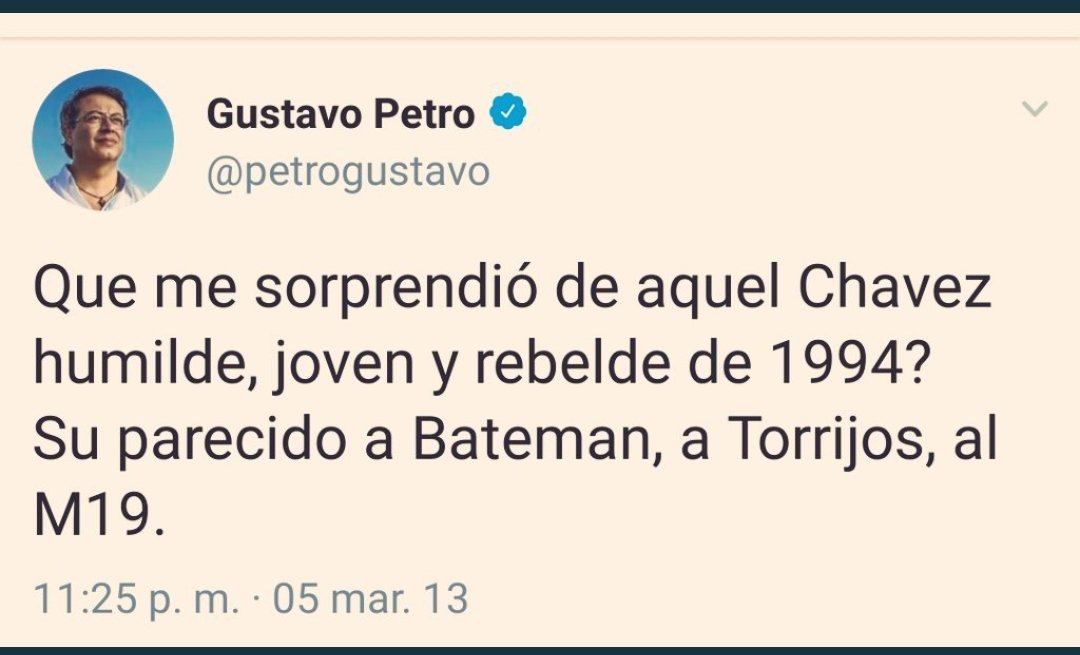 Gustavo Petro
@petrogustavo
Que me sorprendió de aquel Chavez
humilde, joven y rebelde de 1994?
Su parecido a Bateman, a Torrijos, al
M19.
11:25 p. m. · 05 mar. 13